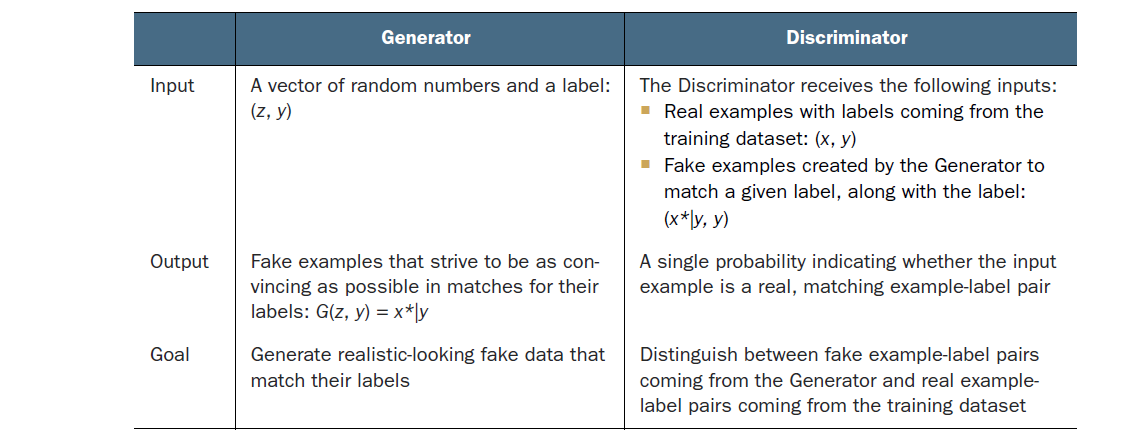 Generator
Discriminator
Input
A vector of random numbers and a label:
(z, y)
The Discriminator receives the following inputs:
■ Real examples with labels coming from the
training dataset: (x, y)
■ Fake examples created by the Generator to
match a given label, along with the label:
(x*|y, y)
Output
Fake examples that strive to be as con-
vincing as possible in matches for their
labels: G(z, y) = x*|y
A single probability indicating whether the input
example is a real, matching example-label pair
Goal
Generate realistic-looking fake data that
match their labels
Distinguish between fake example-label pairs
coming from the Generator and real example-
label pairs coming from the training dataset